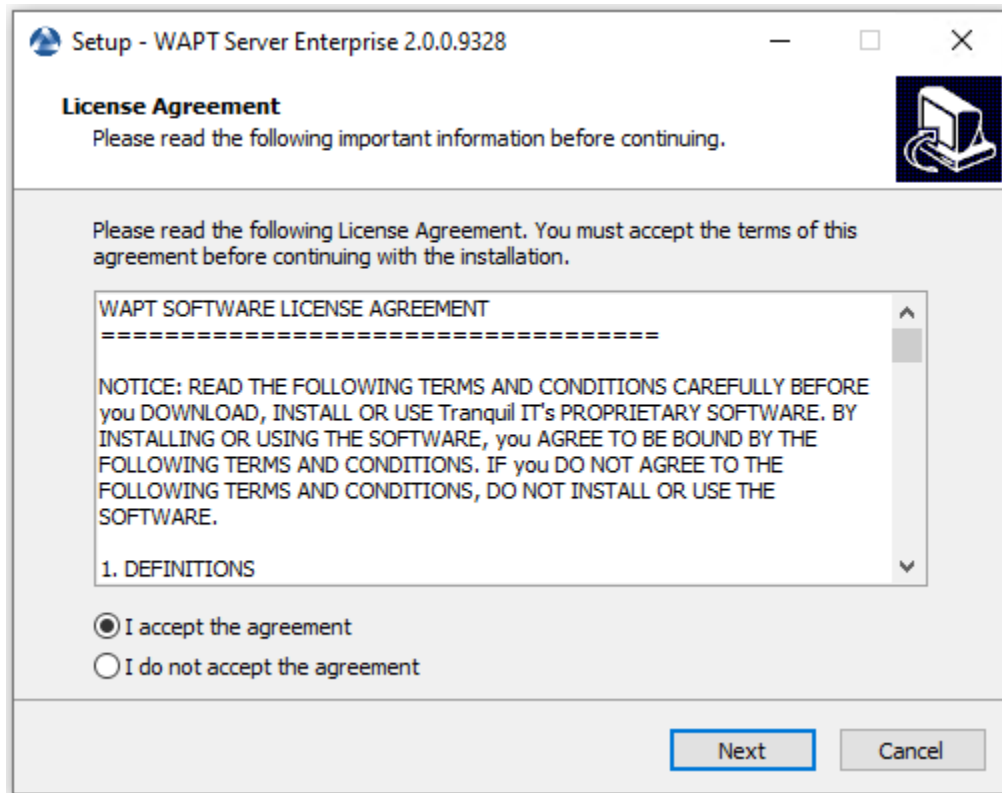 Setup - WAPT Server Enterprise 2.0.0.9328
License Agreement
Please read the following important information before continuing.
Please read the following License Agreement. You must accept the terms of this
agreement before continuing with the installation.
WAPT SOFTWARE LICENSE AGREEMENT
===================================
NOTICE: READ THE FOLLOWING TERMS AND CONDITIONS CAREFULLY BEFORE
you DOWNLOAD, INSTALL OR USE Tranquil IT's PROPRIETARY SOFTWARE. BY
INSTALLING OR USING THE SOFTWARE, you AGREE TO BE BOUND BY THE
FOLLOWING TERMS AND CONDITIONS. IF you DO NOT AGREE TO THE
FOLLOWING TERMS AND CONDITIONS, DO NOT INSTALL OR USE THE
SOFTWARE.
1. DEFINITIONS
I accept the agreement
I do not accept the agreement
Next Cancel